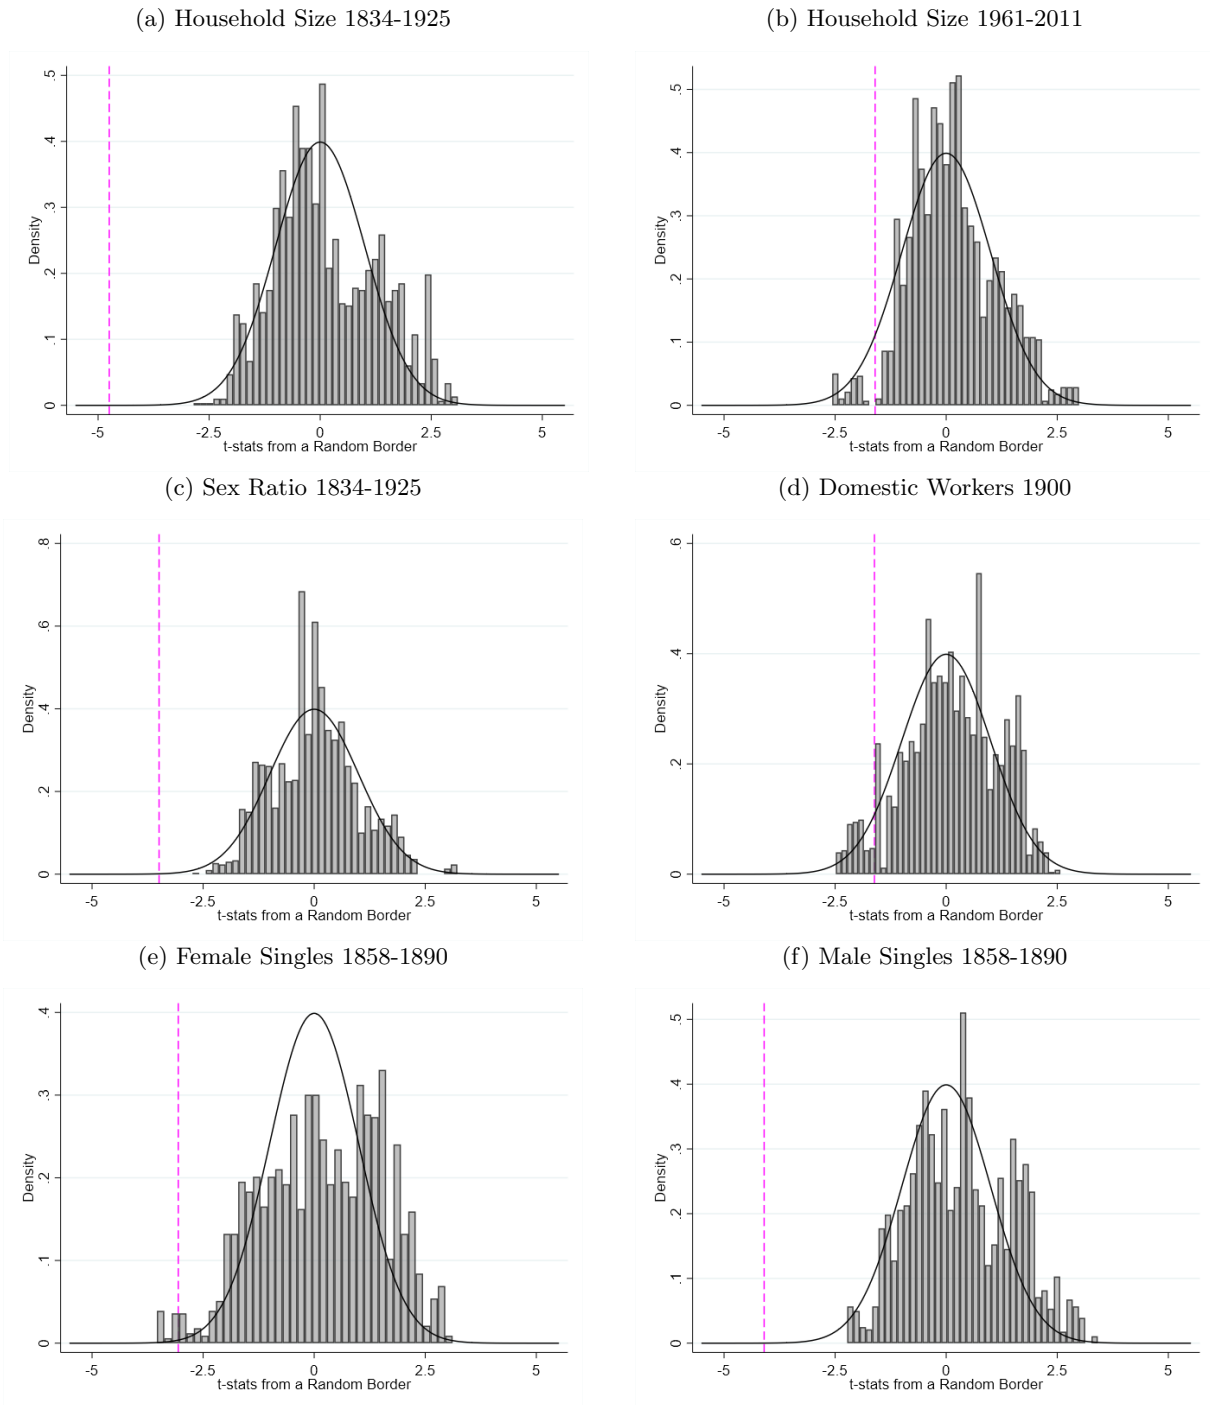 (a) Household Size 1834-1925
(b) Household Size 1961-2011
Density
0 .1 .2 .3 .4 .5
-5 -2.5 0 2.5 5
t-stats from a Random Border
Density
0 .1 .2 .3 .4 .5
-5 -2.5 0 2.5 5
t-stats from a Random Border
(c) Sex Ratio 1834-1925
(d) Domestic Workers 1900
Density
0 .2 .4 .6 .8
-5 -2.5 0 2.5 5
t-stats from a Random Border
Density
0 .2 .4 .6
-5 -2.5 0 2.5 5
t-stats from a Random Border
(e) Female Singles 1858-1890
(f) Male Singles 1858-1890
Density
0 .1 .2 .3 .4
-5 -2.5 0 2.5 5
t-stats from a Random Border
Density
0 .1 .2 .3 .4 .5
-5 -2.5 0 2.5 5
t-stats from a Random Border